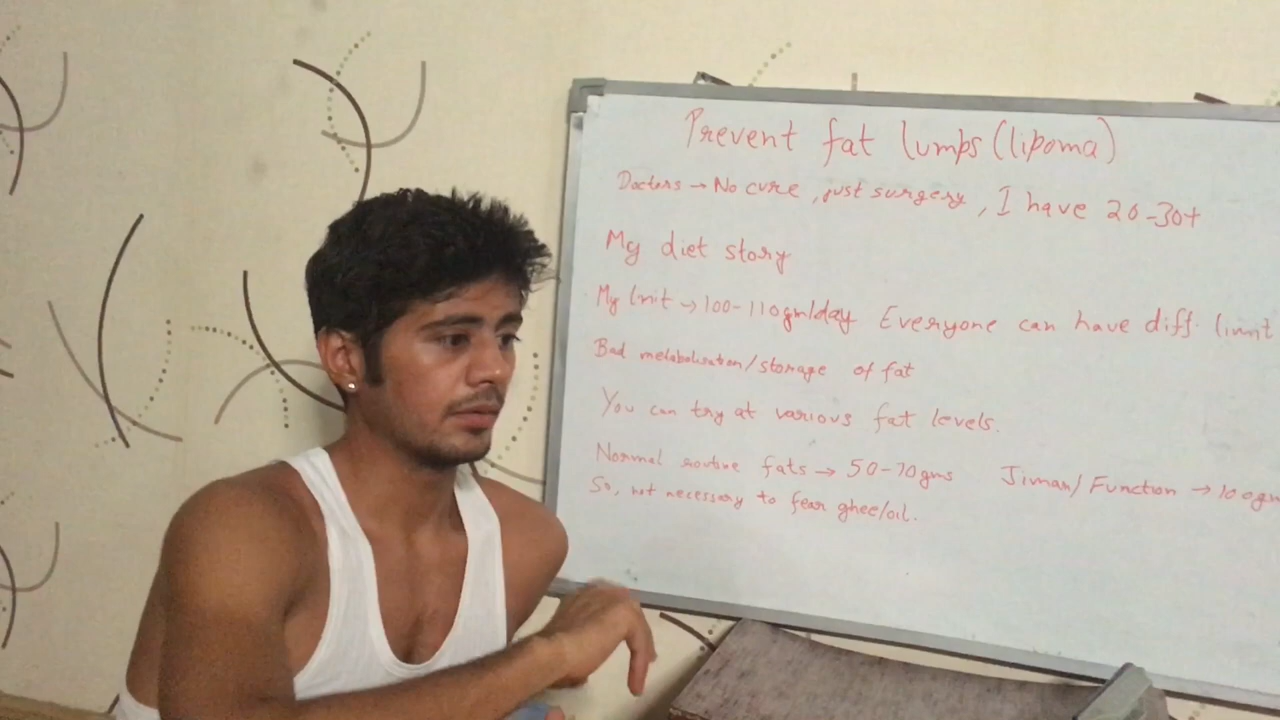 Prevent fat lumps (lipoma)
Doctors → No cure, just surgery, I have 20-30+
My diet story
My limit → 100-110gm/day Everyone can have diff. limit
Bad metabolisation/storage of fat
You can try at various fat levels.
Normal routine fats → 50-70gms Jiman/Function → 100gm
So, not necessary to fear ghee/oil.